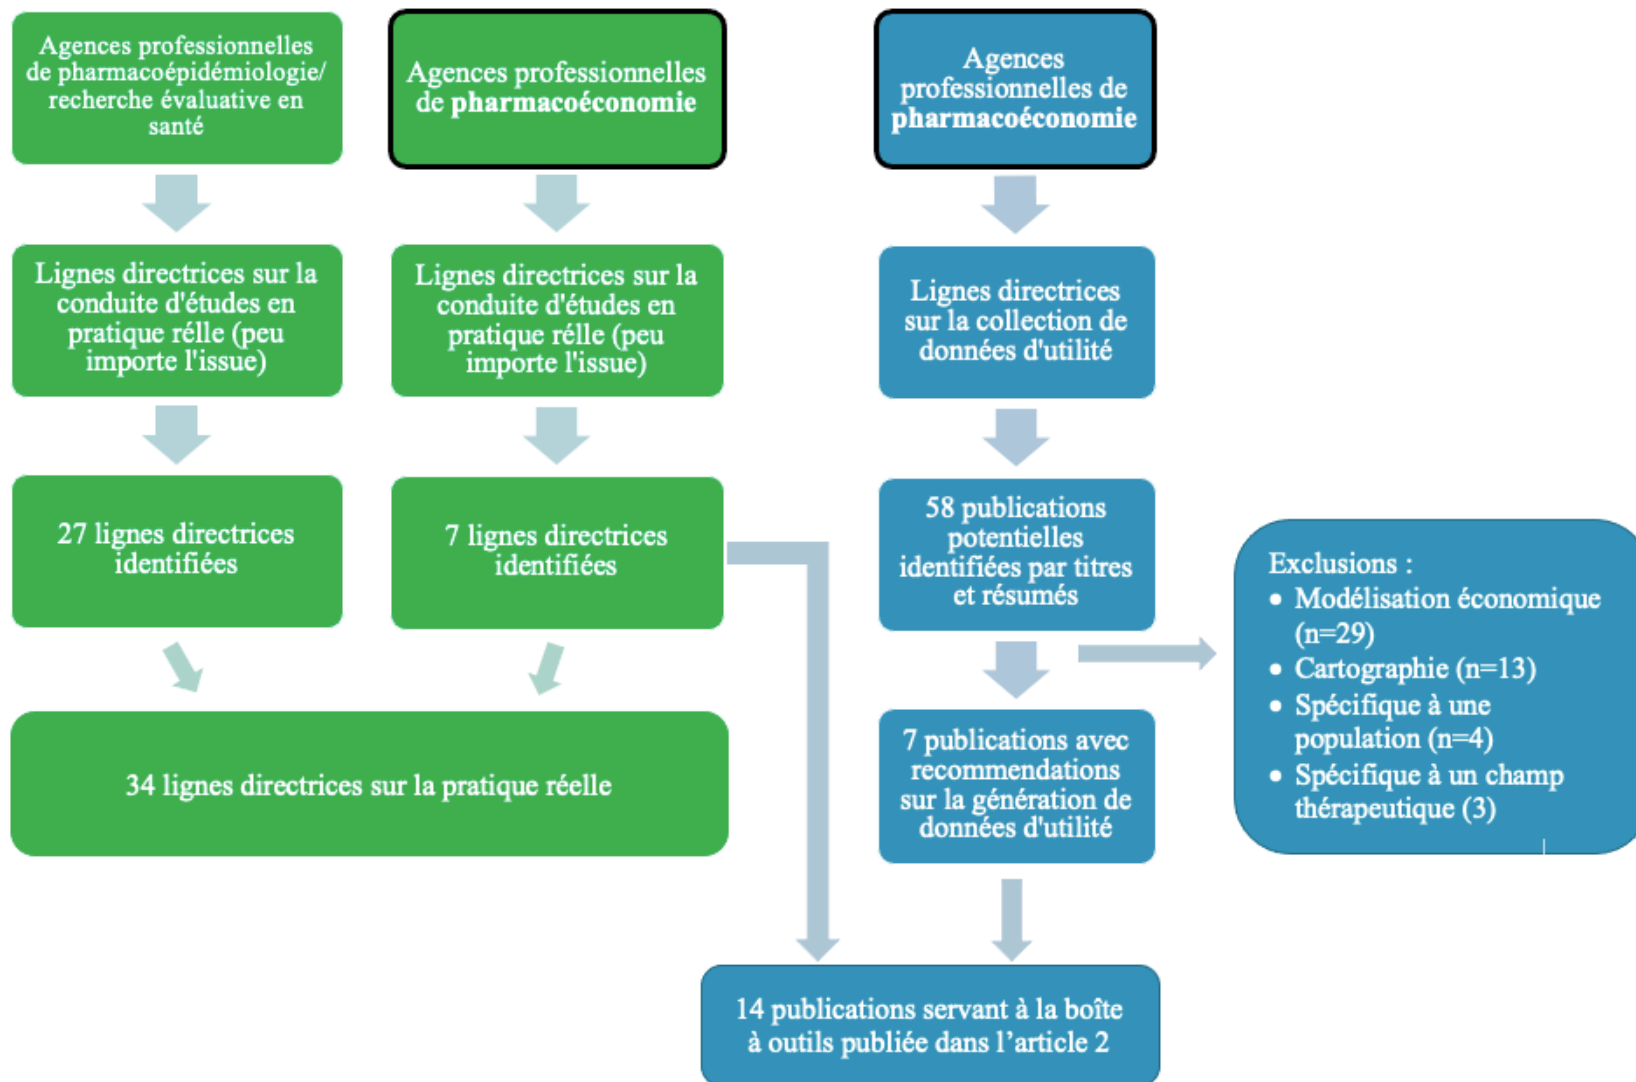 Agences professionnelles
de pharmacoépidémiologie/
recherche évaluative en
santé
Agences professionnelles
de pharmacoéconomie
Agences
professionnelles de
pharmacoéconomie
Lignes directrices sur la
conduite d'études en
pratique rélle (peu
importe l'issue)
Lignes directrices sur la
conduite d'études en
pratique rélle (peu
importe l'issue)
Lignes directrices
sur la collection de
données d'utilité
27 lignes directrices
identifiées
7 lignes directrices
identifiées
58 publications
potentielles
identifiées par titres
et résumés
Exclusions :
• Modélisation économique
(n=29)
• Cartographie (n=13)
• Spécifique à une
population (n=4)
• Spécifique à un champ
thérapeutique (3)
34 lignes directrices sur la pratique réelle
7 publications avec
recommendations
sur la génération de
données d'utilité
14 publications servant à la boîte
à outils publiée dans l’article 2